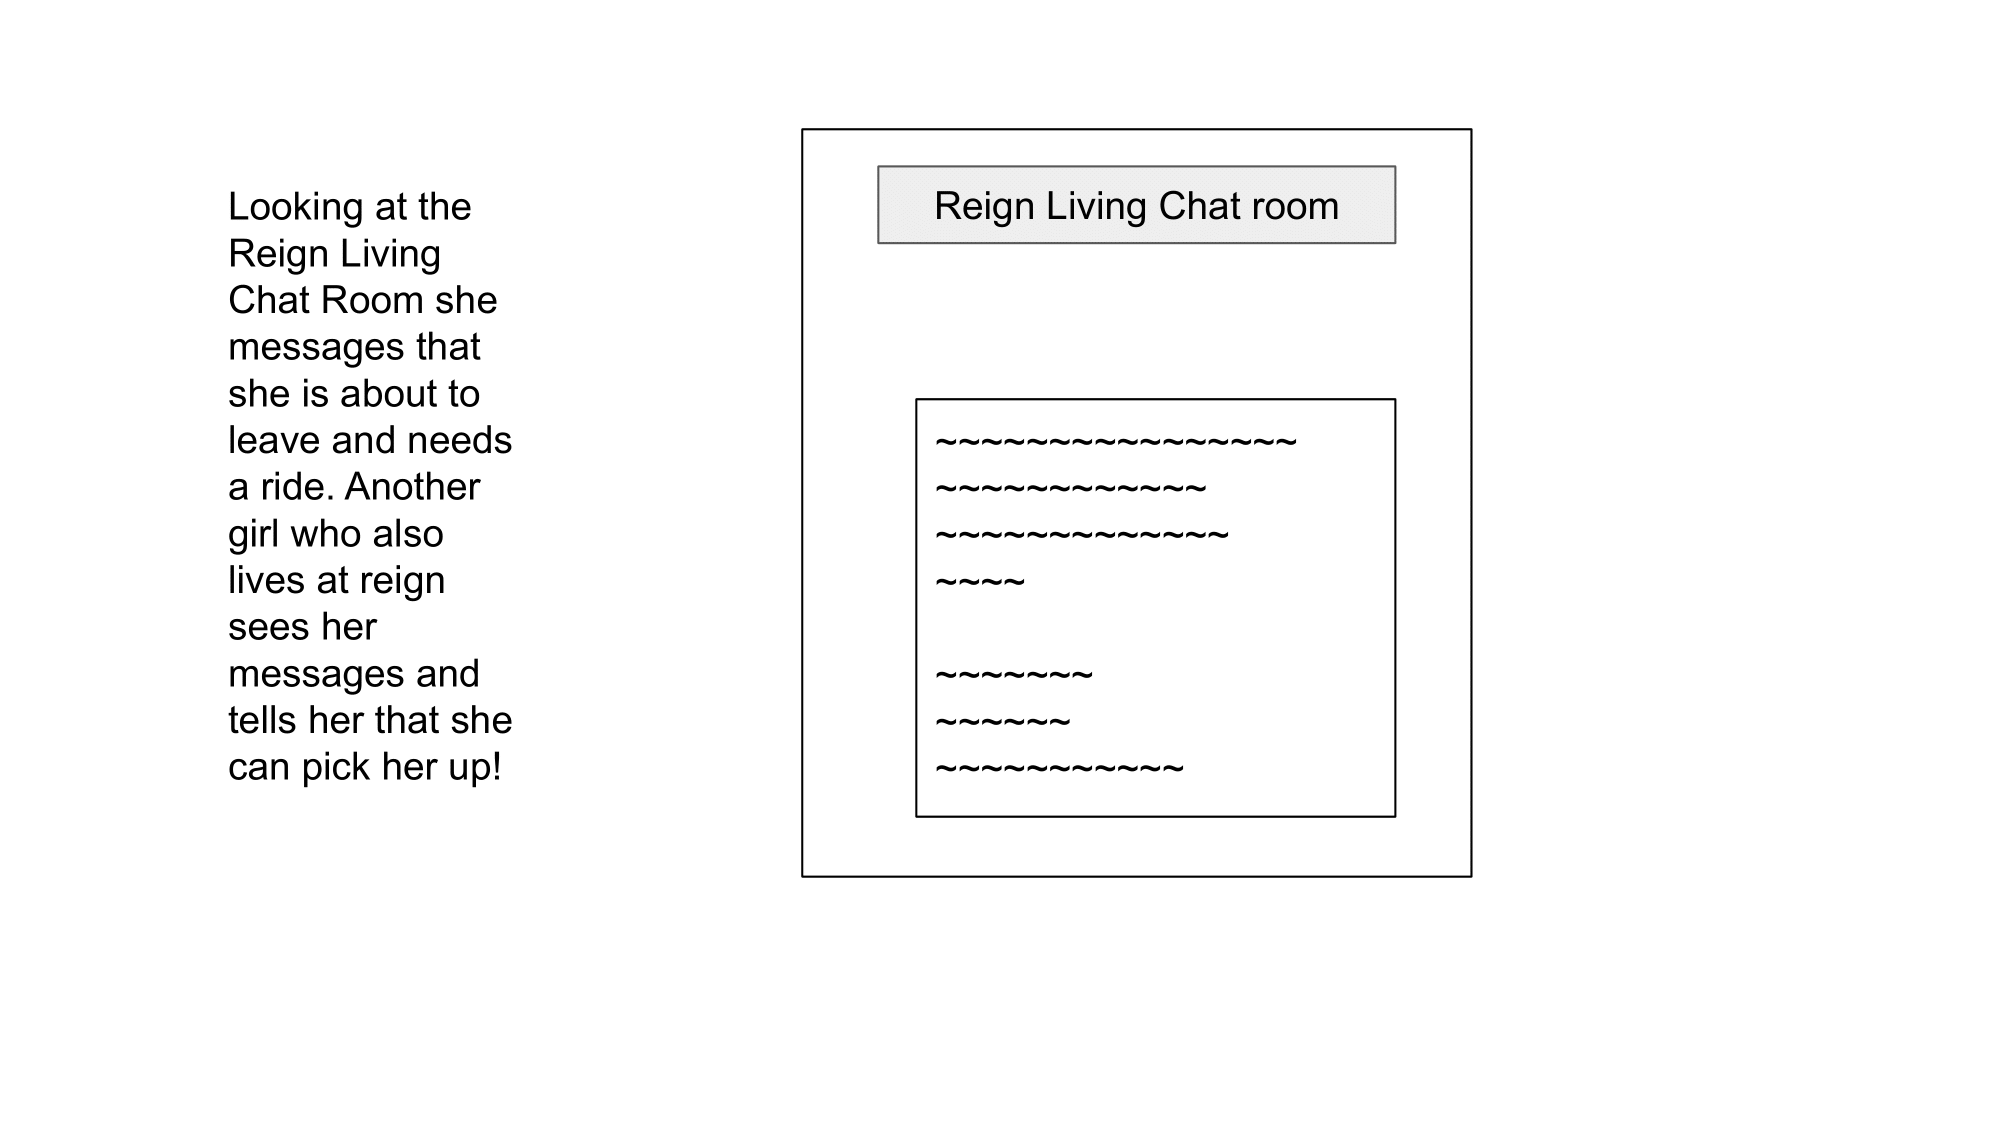 Looking at the
Reign Living
Chat Room she
messages that
she is about to
leave and needs
a ride. Another
girl who also
lives at reign
sees her
messages and
tells her that she
can pick her up!
Reign Living Chat room
~~~~~~~~~~~~~~~~
~~~~~~~~~~~~
~~~~~~~~~~~~~
~~~~
~~~~~~~
~~~~~~
~~~~~~~~~~~